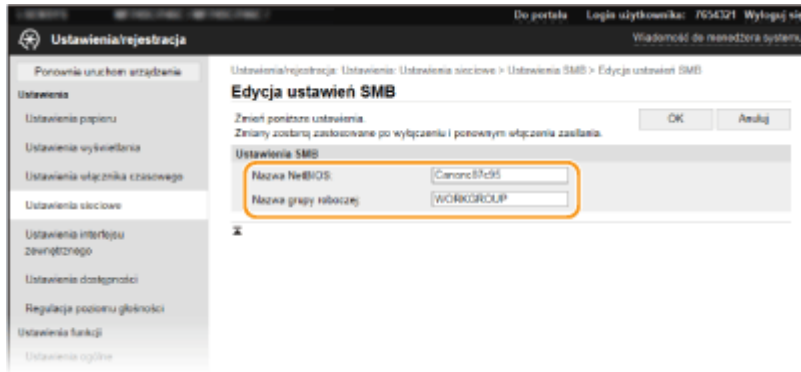 Do portala Login użytkownika: 7654321 Wyloguj się
Ustawienia/rejestracja
Wiadomość do menedżera systemu
Ponownie uruchom urządzenie
Ustawienia/rejestracja: Ustawienia: Ustawienia sieciowe > Ustawienia SMB > Edycja ustawień SMB
Ustawienia
Edycja ustawień SMB
Ustawienia papieru
Zmień poniższe ustawienia.
OK
Anuluj
Zmiany zostaną zastosowane po wyłączeniu i ponownym włączeniu zasilania.
Ustawienia wyświetlania
Ustawienia SMB
Ustawienia włącznika czasowego
Nazwa NetBIOS:
Canonc87c95
Nazwa grupy roboczej:
WORKGROUP
Ustawienia sieciowe
Ustawienia interfejsu
zewnętrznego
Ustawienia dostępności
Regulacja poziomu głośności
Ustawienia funkcji
Ustawienia ogólne